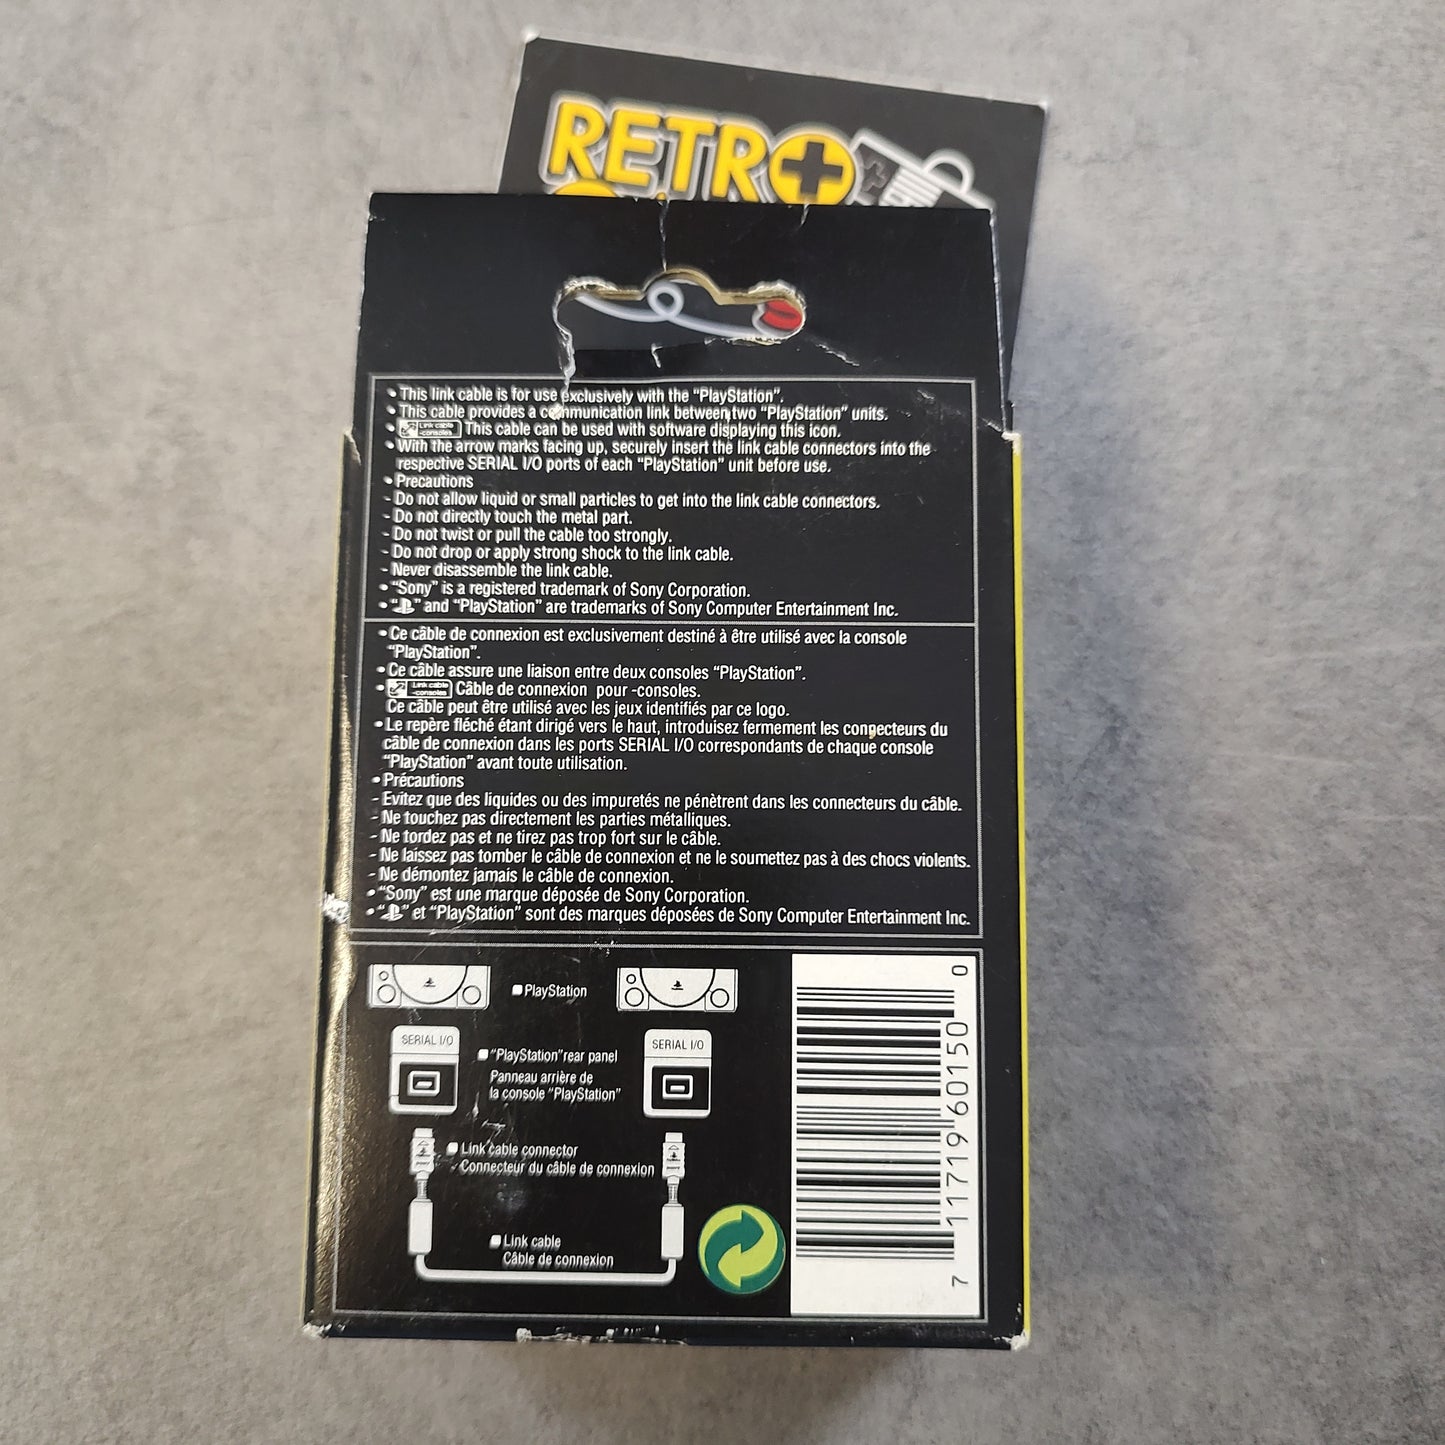 RETRO
• This link cable is for use exclusively with the "PlayStation".
• This cable provides a communication link between two "PlayStation" units.
• Link cable -consoles This cable can be used with software displaying this icon.
• With the arrow marks facing up, securely insert the link cable connectors into the
respective SERIAL I/O ports of each "PlayStation" unit before use.
• Precautions
- Do not allow liquid or small particles to get into the link cable connectors.
- Do not directly touch the metal part.
- Do not twist or pull the cable too strongly.
- Do not drop or apply strong shock to the link cable.
- Never disassemble the link cable.
• "Sony" is a registered trademark of Sony Corporation.
• " " and "PlayStation" are trademarks of Sony Computer Entertainment Inc.
• Ce câble de connexion est exclusivement destiné à être utilisé avec la console
"PlayStation".
• Ce câble assure une liaison entre deux consoles "PlayStation".
• Link cable -consoles Câble de connexion pour -consoles.
Ce câble peut être utilisé avec les jeux identifiés par ce logo.
• Le repère fléché étant dirigé vers le haut, introduisez fermement les connecteurs du
câble de connexion dans les ports SERIAL I/O correspondants de chaque console
"PlayStation" avant toute utilisation.
• Précautions
- Evitez que des liquides ou des impuretés ne pénètrent dans les connecteurs du câble.
- Ne touchez pas directement les parties métalliques.
- Ne tordez pas et ne tirez pas trop fort sur le câble.
- Ne laissez pas tomber le câble de connexion et ne le soumettez pas à des chocs violents.
- Ne démontez jamais le câble de connexion.
• "Sony" est une marque déposée de Sony Corporation.
• " " et "PlayStation" sont des marques déposées de Sony Computer Entertainment Inc.
PlayStation
SERIAL I/O
SERIAL I/O
"PlayStation" rear panel
Panneau arrière de
la console "PlayStation"
Link cable connector
Connecteur du câble de connexion
Link cable
Câble de connexion
7 11719 60150 0